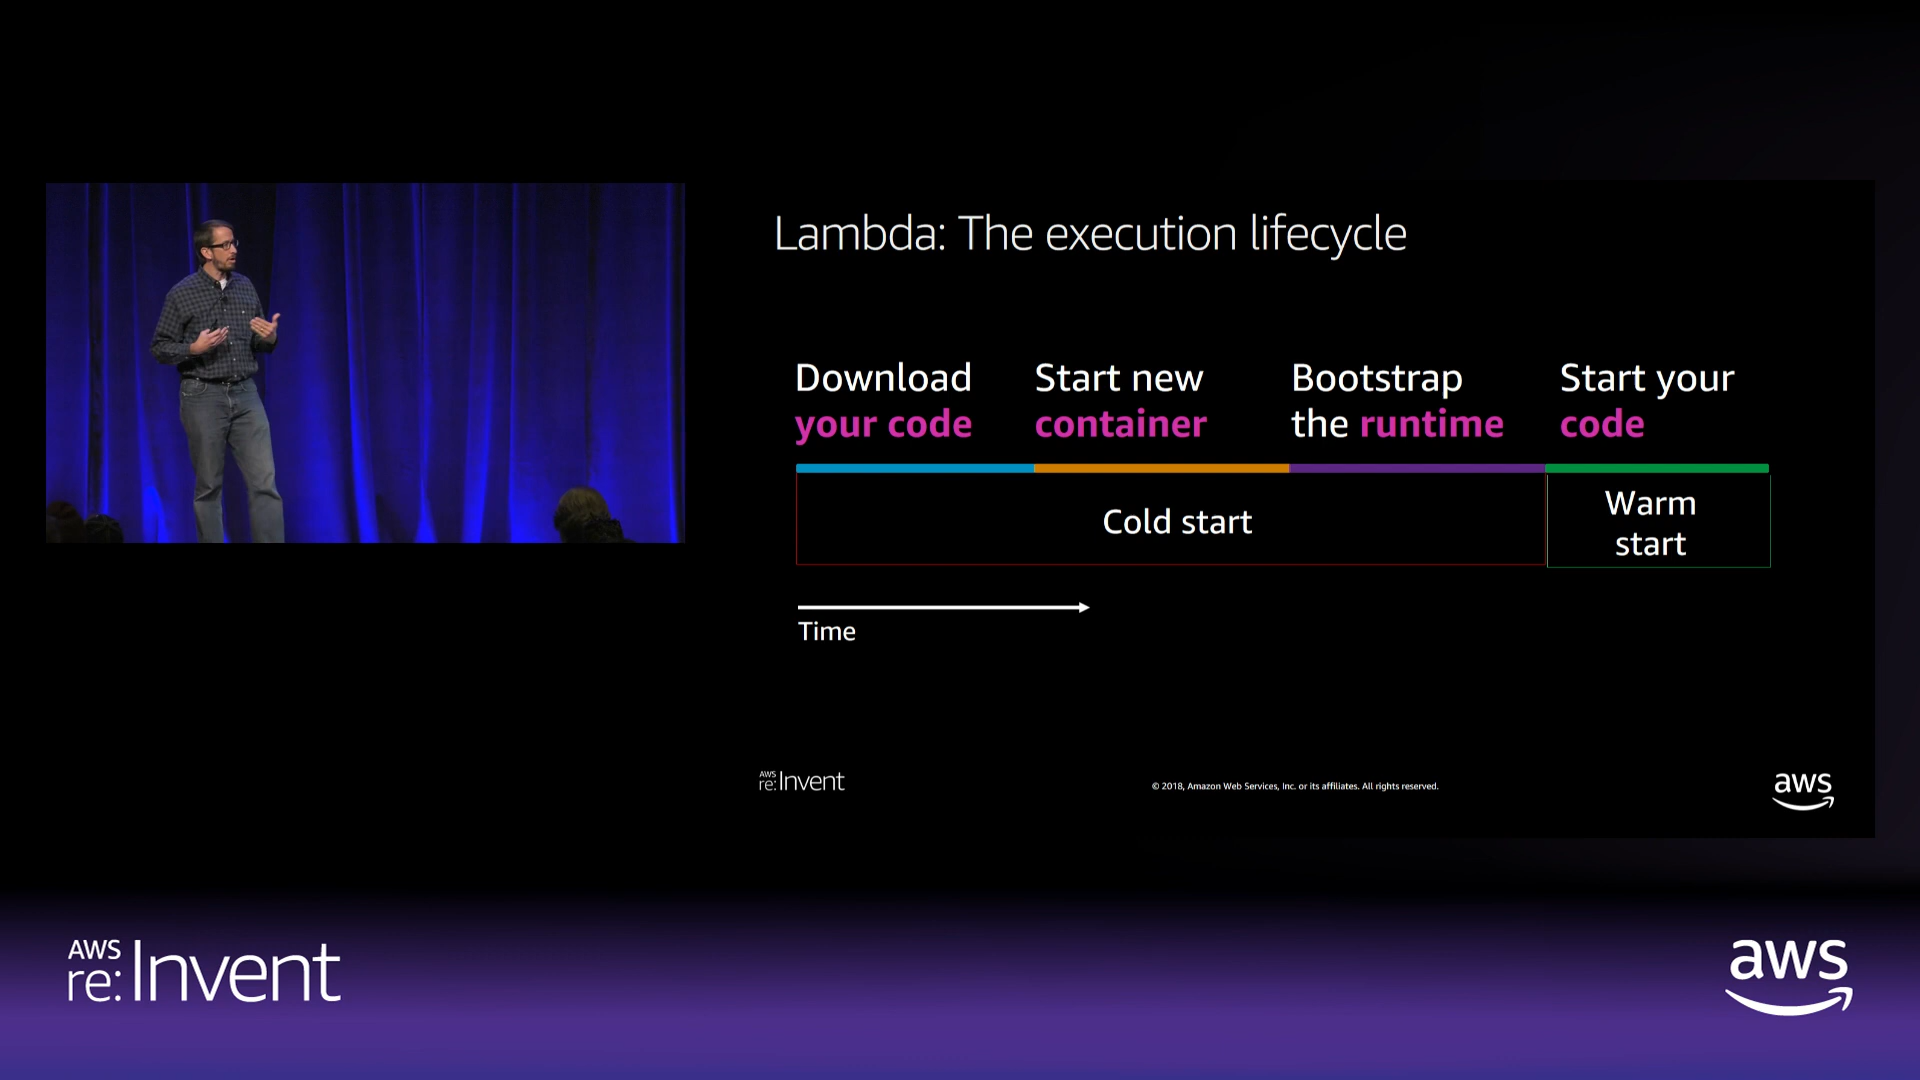 Lambda: The execution lifecycle
Download
your code
Start new
container
Bootstrap
the runtime
Start your
code
Cold start
Warm
start
Time
AWS
re:Invent
© 2018, Amazon Web Services, Inc. or its affiliates. All rights reserved.
aws
AWS
re:Invent
aws